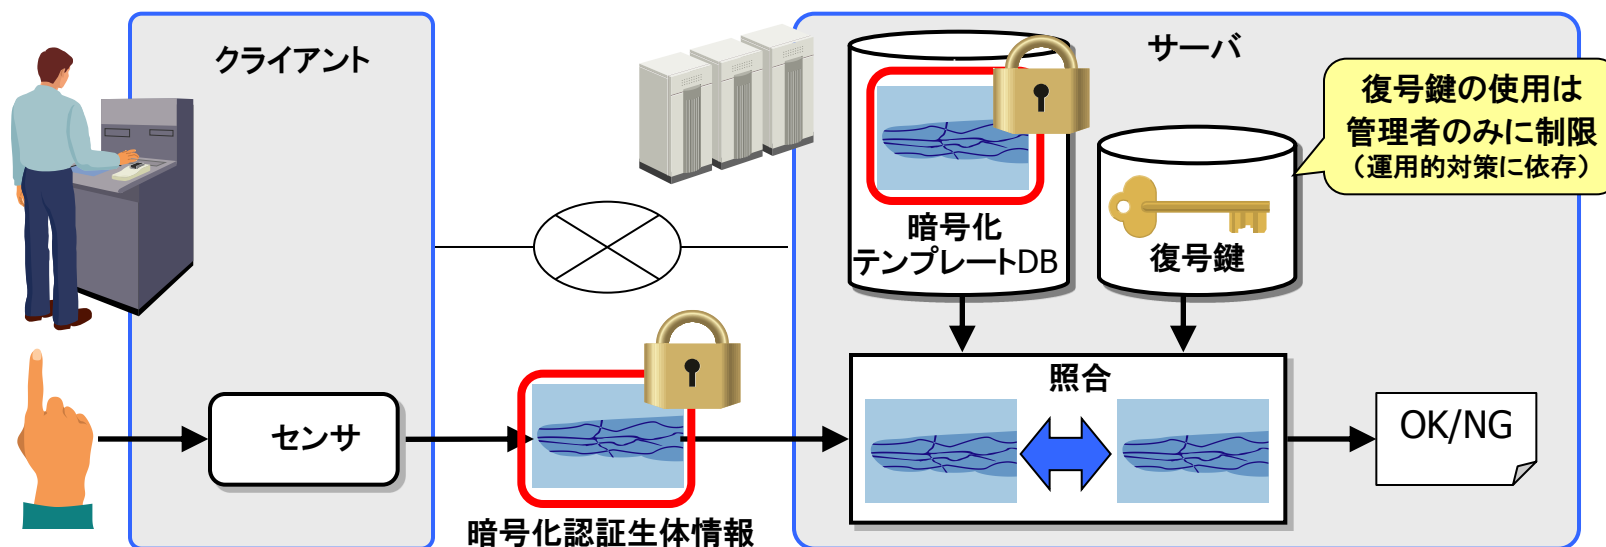 クライアント
サーバ
復号鍵の使用は
管理者のみに制限
（運用的対策に依存）
暗号化
テンプレートDB
復号鍵
センサ
暗号化認証生体情報
照合
OK/NG